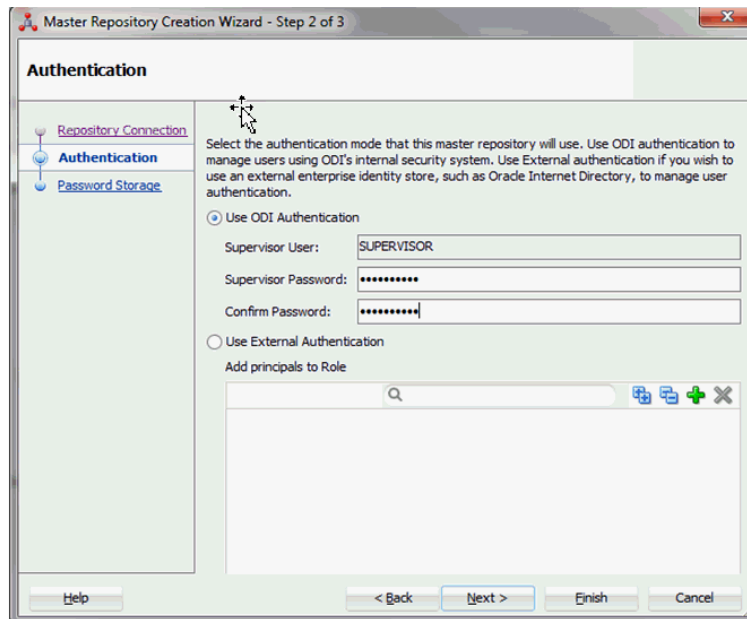 Master Repository Creation Wizard - Step 2 of 3
Authentication
Repository Connection
Authentication
Password Storage
Select the authentication mode that this master repository will use. Use ODI authentication to
manage users using ODI's internal security system. Use External authentication if you wish to
use an external enterprise identity store, such as Oracle Internet Directory, to manage user
authentication.
Use ODI Authentication
Supervisor User: SUPERVISOR
Supervisor Password: ••••••••••
Confirm Password: ••••••••••
Use External Authentication
Add principals to Role
Help < Back Next > Finish Cancel